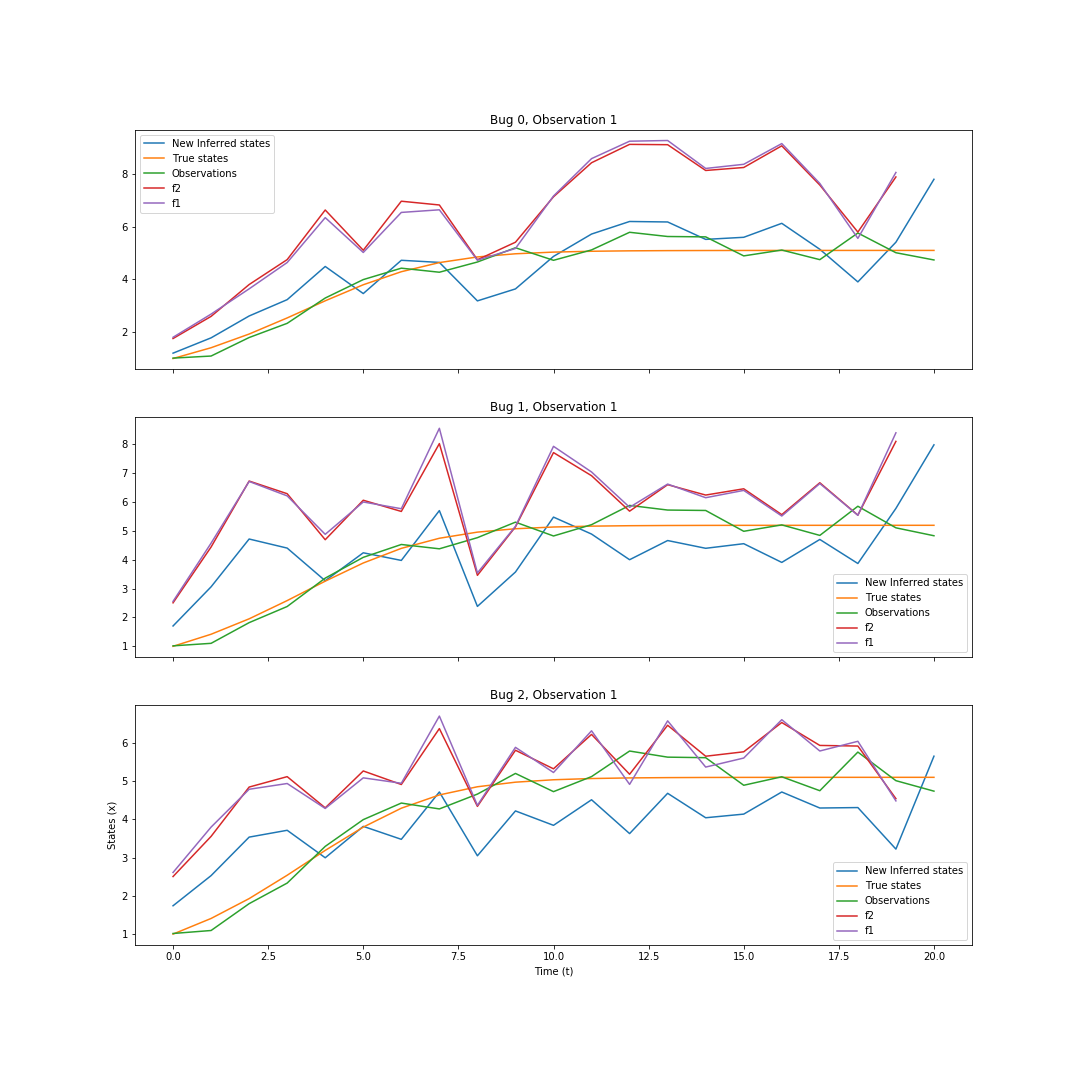 Bug 0, Observation 1
New Inferred states
True states
Observations
f2
f1
8
6
4
2
Bug 1, Observation 1
8
7
6
5
4
3
2
1
New Inferred states
True states
Observations
f2
f1
Bug 2, Observation 1
States (x)
6
5
4
3
2
1
New Inferred states
True states
Observations
f2
f1
0.0 2.5 5.0 7.5 10.0 12.5 15.0 17.5 20.0
Time (t)